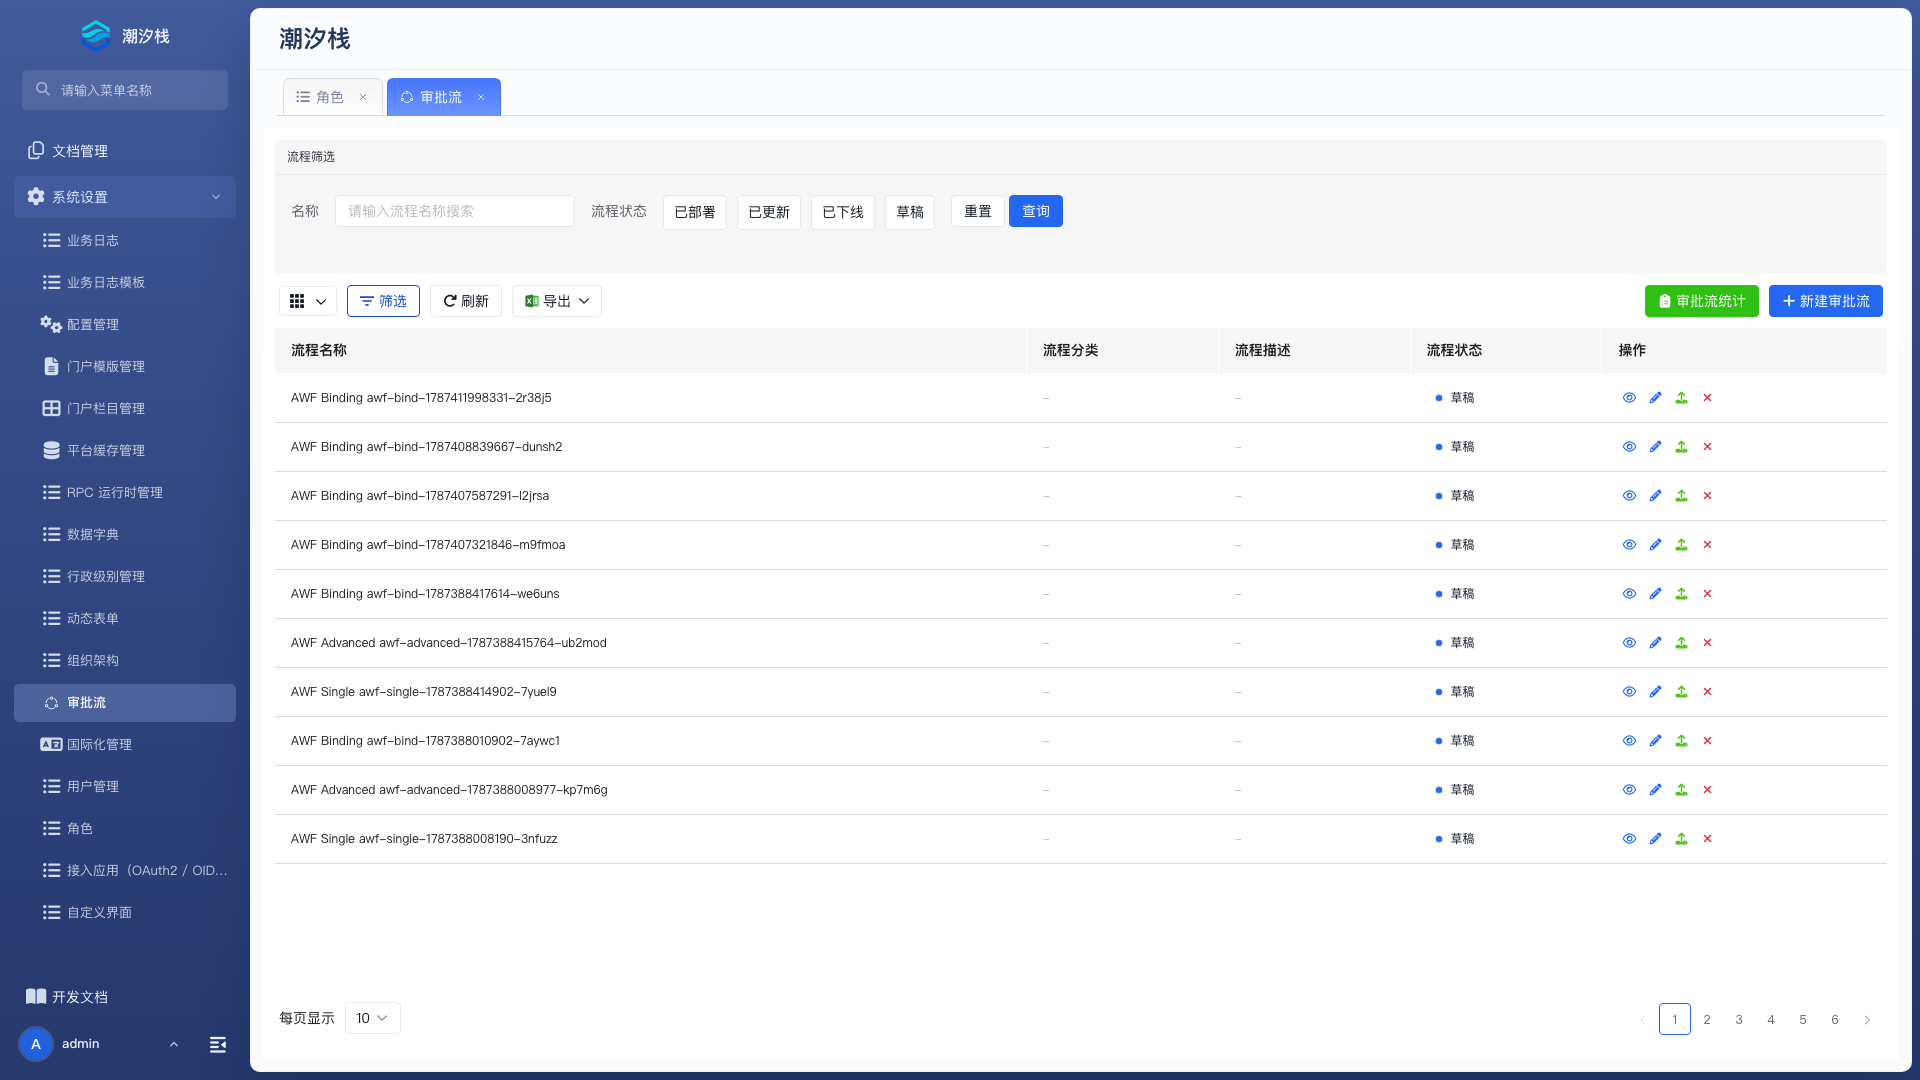 潮汐栈
请输入菜单名称
文档管理
系统设置
业务日志
业务日志模板
配置管理
门户模版管理
门户栏目管理
平台缓存管理
RPC 运行时管理
数据字典
行政级别管理
动态表单
组织架构
审批流
国际化管理
用户管理
角色
接入应用（OAuth2 / OID...
自定义界面
开发文档
A admin
潮汐栈
角色 审批流
流程筛选
名称 请输入流程名称搜索 流程状态 已部署 已更新 已下线 草稿 重置 查询
筛选 刷新 导出 审批流统计 新建审批流
流程名称 流程分类 流程描述 流程状态 操作
AWF Binding awf-bind-1787411998331-2r38j5 – – 草稿
AWF Binding awf-bind-1787408839667-dunsh2 – – 草稿
AWF Binding awf-bind-1787407587291-l2jrsa – – 草稿
AWF Binding awf-bind-1787407321846-m9fmoa – – 草稿
AWF Binding awf-bind-1787388417614-we6uns – – 草稿
AWF Advanced awf-advanced-1787388415764-ub2mod – – 草稿
AWF Single awf-single-1787388414902-7yuel9 – – 草稿
AWF Binding awf-bind-1787388010902-7aywc1 – – 草稿
AWF Advanced awf-advanced-1787388008977-kp7m6g – – 草稿
AWF Single awf-single-1787388008190-3nfuzz – – 草稿
每页显示 10 1 2 3 4 5 6